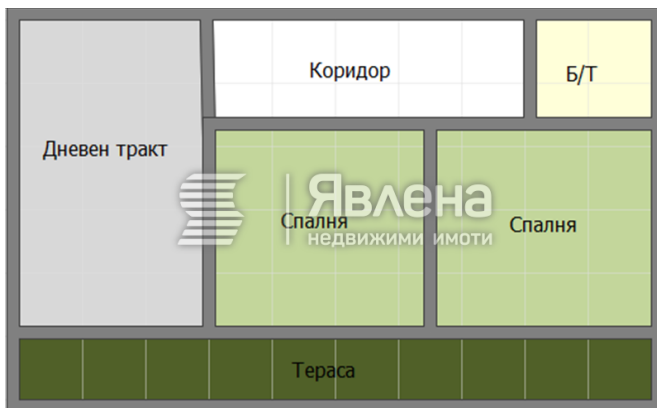 Коридор
Б/Т
Дневен тракт
Явлена
недвижими имоти
Спалня
Спалня
Тераса